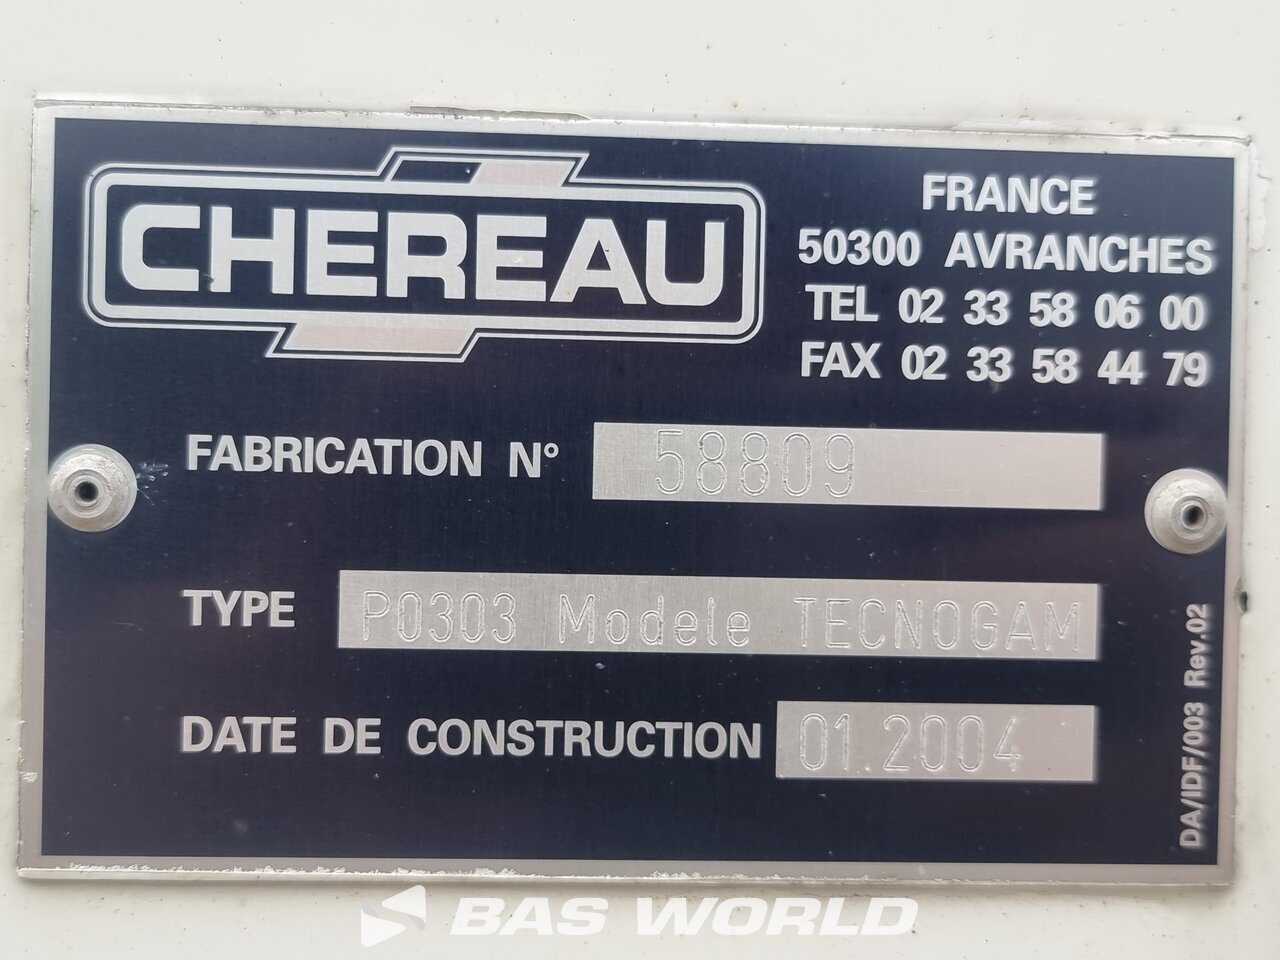 CHEREAU
FRANCE
50300 AVRANCHES
TEL 02 33 58 06 00
FAX 02 33 58 44 79
FABRICATION N° 58809
TYPE P0303 Modele TECNOGAM
DATE DE CONSTRUCTION 01.2004
DA/IDF/003 Rev.02
BAS WORLD